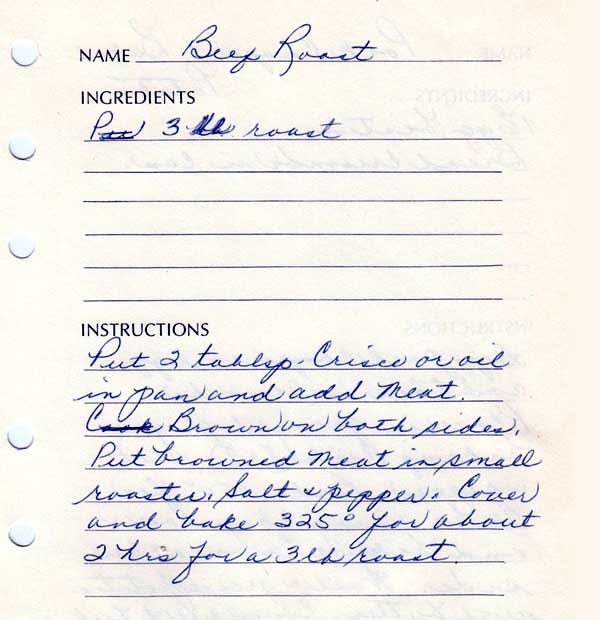 NAME Beef Roast
INGREDIENTS
3 lb roast
INSTRUCTIONS
Put 2 tablsp. Crisco or oil
in pan and add meat.
Cook Brown on both sides.
Put browned meat in small
roaster. Salt & pepper. Cover
and bake 325° for about
2 hrs for a 3 lb roast.